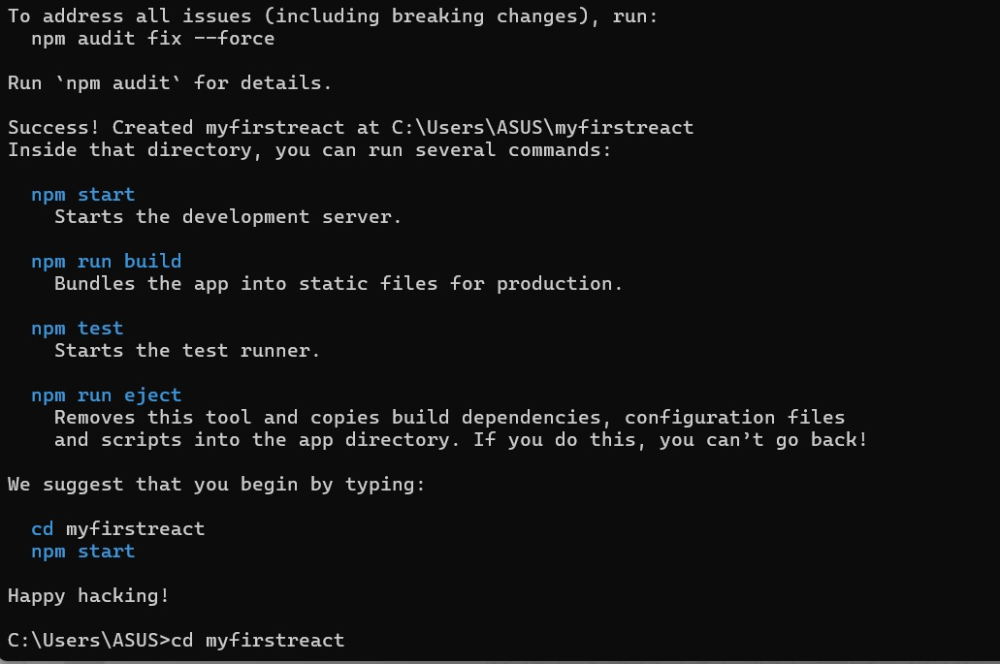 To address all issues (including breaking changes), run:
  npm audit fix --force

Run `npm audit` for details.

Success! Created myfirstreact at C:\Users\ASUS\myfirstreact
Inside that directory, you can run several commands:

  npm start
    Starts the development server.

  npm run build
    Bundles the app into static files for production.

  npm test
    Starts the test runner.

  npm run eject
    Removes this tool and copies build dependencies, configuration files
    and scripts into the app directory. If you do this, you can’t go back!

We suggest that you begin by typing:

  cd myfirstreact
  npm start

Happy hacking!

C:\Users\ASUS>cd myfirstreact